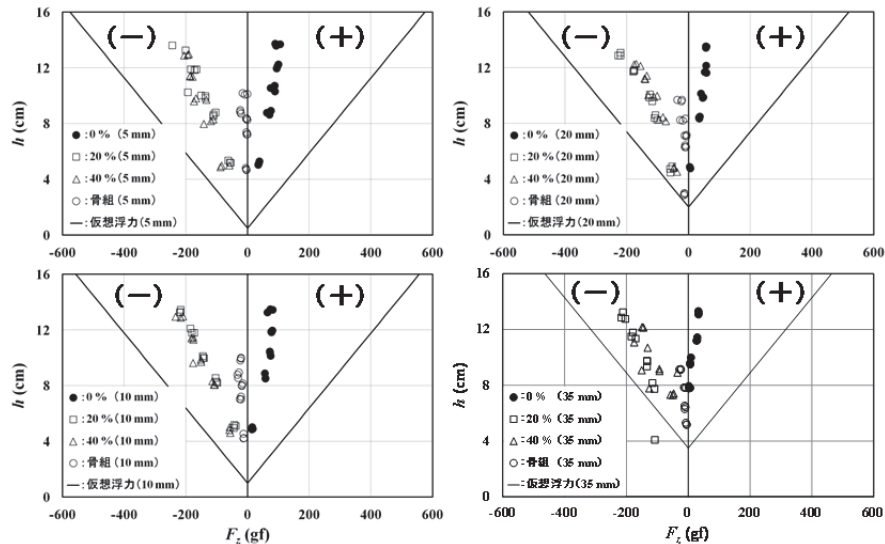 16
12
8
4
0
h (cm)
(−)
(+)
● : 0 % (5 mm)
□ : 20 % (5 mm)
△ : 40 % (5 mm)
○ : 骨組 (5 mm)
— : 仮想浮力 (5 mm)
-600 -400 -200 0 200 400 600
16
12
8
4
0
h (cm)
(−)
(+)
● : 0 % (20 mm)
□ : 20 % (20 mm)
△ : 40 % (20 mm)
○ : 骨組 (20 mm)
— : 仮想浮力 (20 mm)
-600 -400 -200 0 200 400 600
16
12
8
4
0
h (cm)
(−)
(+)
● : 0 % (10 mm)
□ : 20 % (10 mm)
△ : 40 % (10 mm)
○ : 骨組 (10 mm)
— : 仮想浮力 (10 mm)
-600 -400 -200 0 200 400 600
Fz (gf)
16
12
8
4
0
h (cm)
(−)
(+)
● : 0 % (35 mm)
□ : 20 % (35 mm)
△ : 40 % (35 mm)
○ : 骨組 (35 mm)
— : 仮想浮力 (35 mm)
-600 -400 -200 0 200 400 600
Fz (gf)